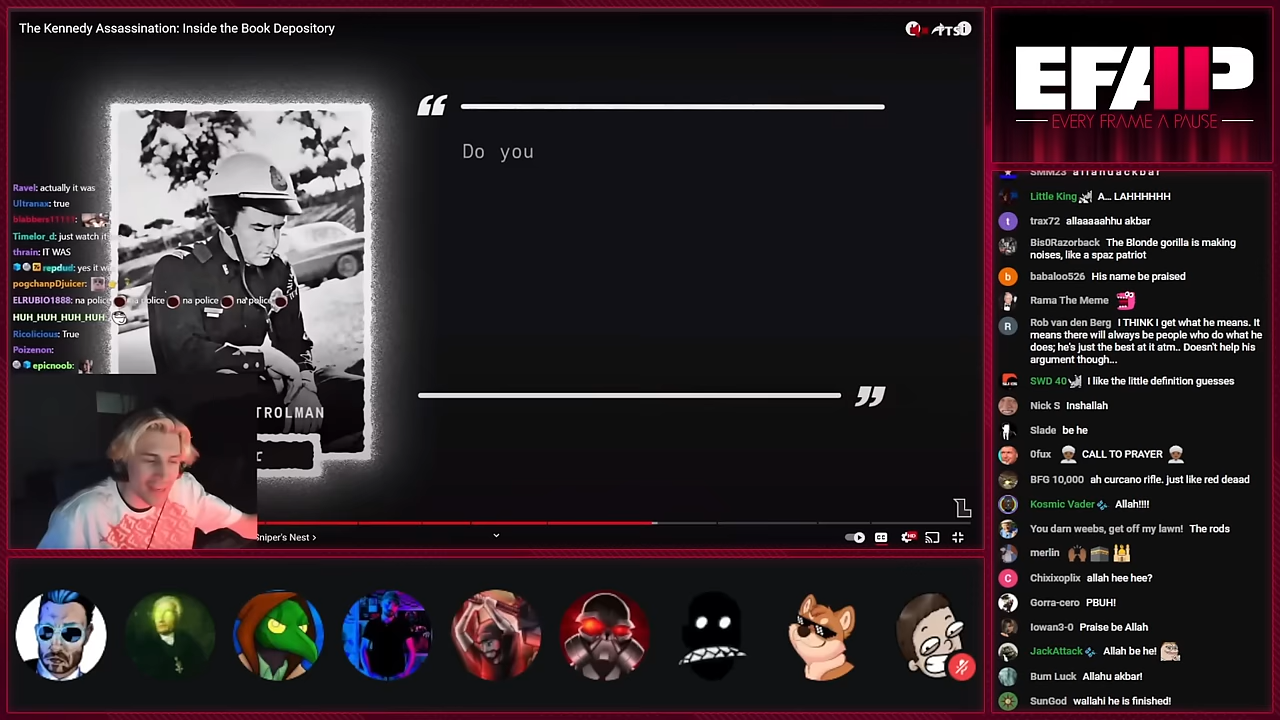 The Kennedy Assassination: Inside the Book Depository
“
Do you
”
Ravel: actually it was
Ultranax: true
blabbers11111:
Timelor_d: just watch it
thrain: IT WAS
repdud: yes it wa
pogchanpDjuicer:
ELRUBIO1888: na police na police na police na police
HUH_HUH_HUH_HUH:
Ricolicious: True
Poizenon:
epicnoob:
TROLMAN
Sniper's Nest ›
CC
HD
EFAP
EVERY FRAME A PAUSE
SMM23 a l l a h u a c k b a r
Little King A... LAHHHHHH
trax72 allaaaaahhu akbar
Bis0Razorback The Blonde gorilla is making
noises, like a spaz patriot
babaloo526 His name be praised
Rama The Meme
Rob van den Berg I THINK I get what he means. It
means there will always be people who do what he
does; he's just the best at it atm.. Doesn't help his
argument though...
SWD 40 I like the little definition guesses
Nick S Inshallah
Slade be he
0fux CALL TO PRAYER
BFG 10,000 ah curcano rifle. just like red deaad
Kosmic Vader Allah!!!!
You darn weebs, get off my lawn! The rods
merlin
Chixixoplix allah hee hee?
Gorra-cero PBUH!
Iowan3-0 Praise be Allah
JackAttack Allah be he!
Bum Luck Allahu akbar!
SunGod wallahi he is finished!